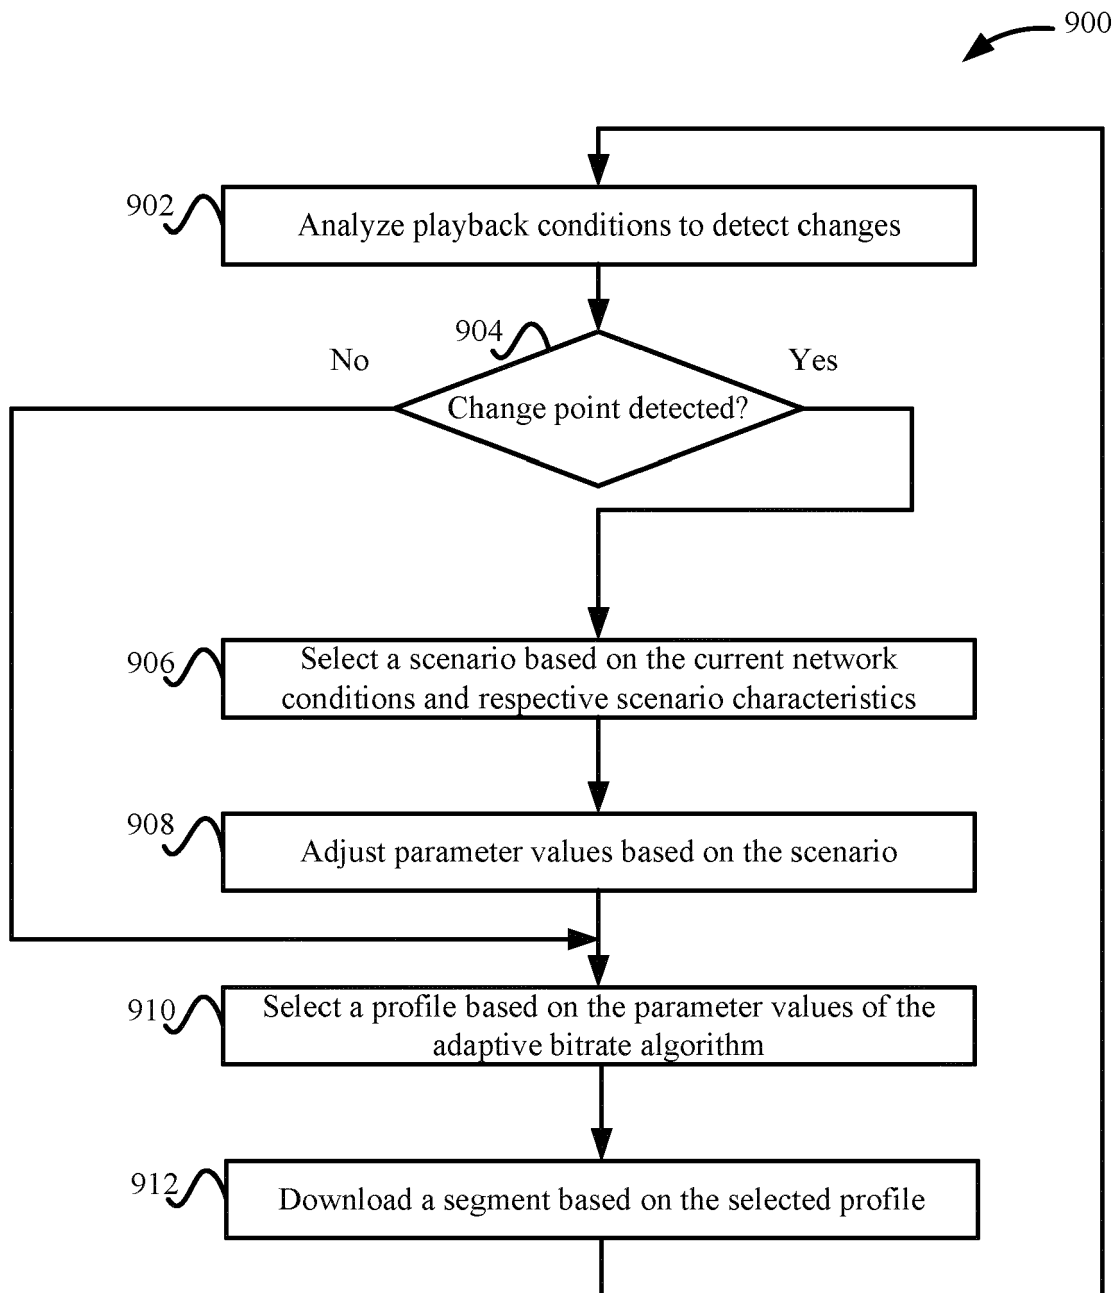 900
902
Analyze playback conditions to detect changes
904
No
Yes
Change point detected?
906
Select a scenario based on the current network
conditions and respective scenario characteristics
908
Adjust parameter values based on the scenario
910
Select a profile based on the parameter values of the
adaptive bitrate algorithm
912
Download a segment based on the selected profile